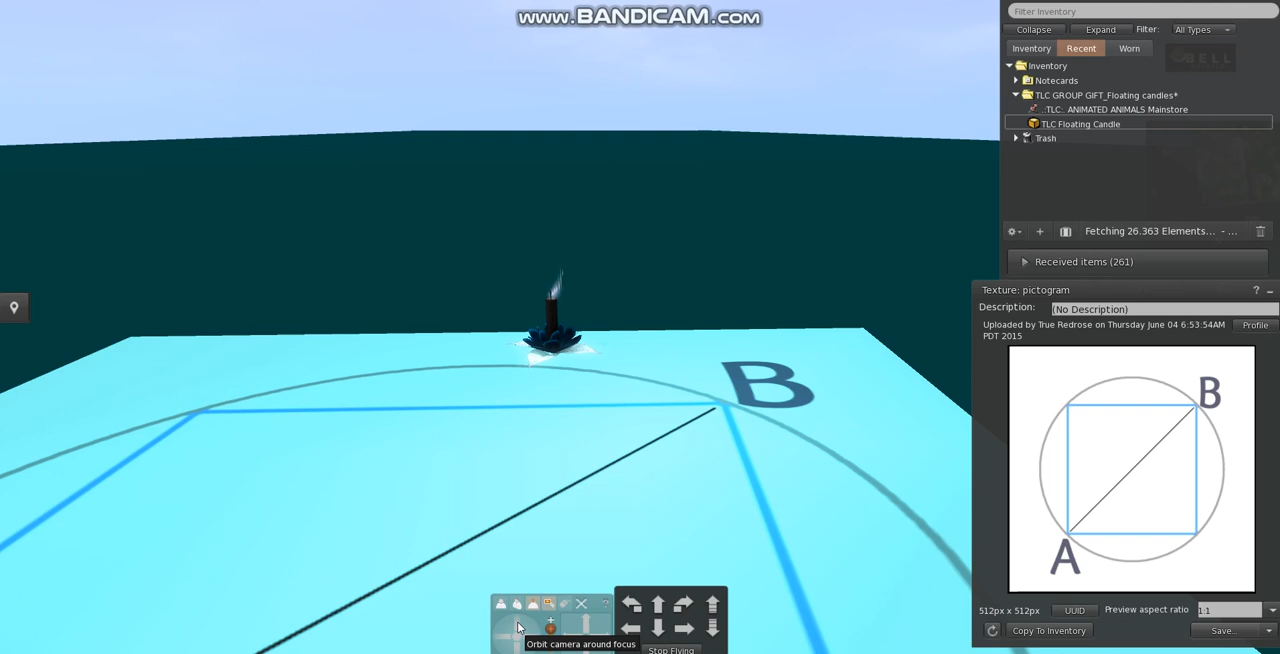 www.BANDICAM.com
Filter Inventory
Collapse Expand Filter: All Types
Inventory Recent Worn
BELL
Inventory
Notecards
TLC GROUP GIFT_Floating candles*
.:TLC:. ANIMATED ANIMALS Mainstore
TLC Floating Candle
Trash
Fetching 26.363 Elements... - ...
Received items (261)
Texture: pictogram ? _
Description: (No Description)
Uploaded by True Redrose on Thursday June 04 6:53:54AM Profile
PDT 2015
B
A
B
512px x 512px UUID Preview aspect ratio 1:1
Copy To Inventory Save...
?
Orbit camera around focus
Stop Flying